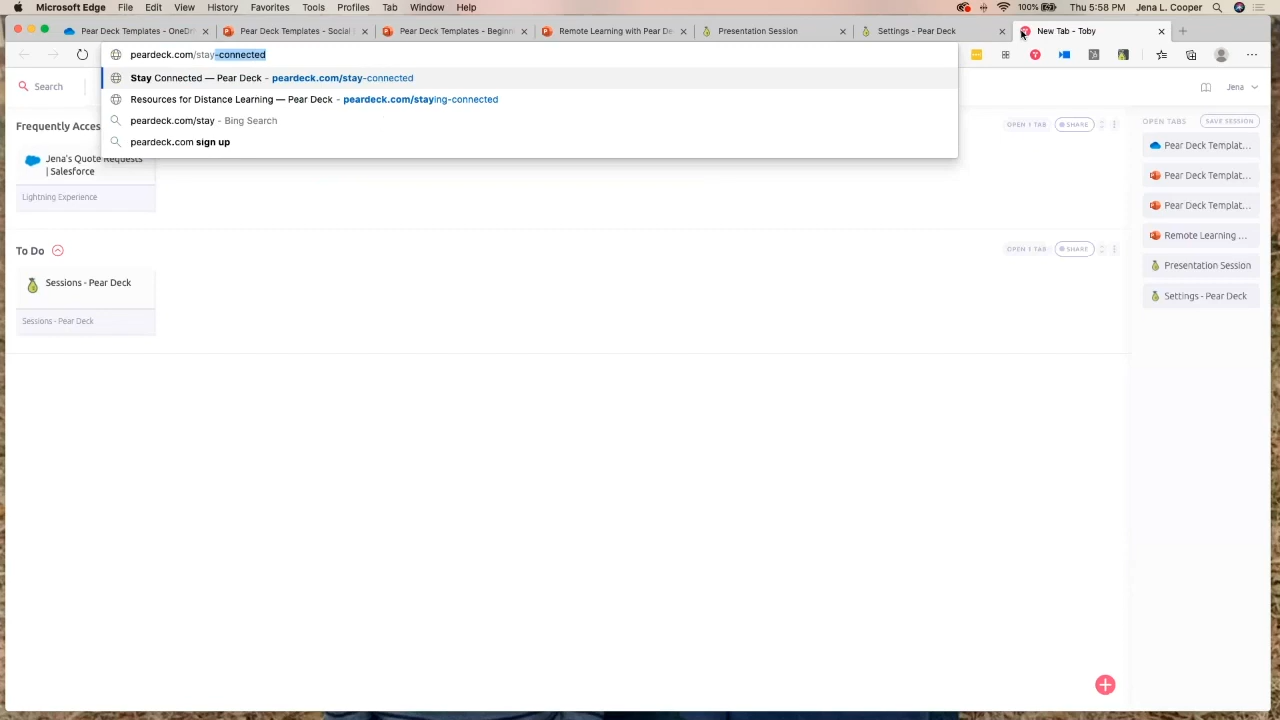 Microsoft Edge File Edit View History Favorites Tools Profiles Tab Window Help 100% Thu 5:58 PM Jena L. Cooper
Pear Deck Templates - OneDri
Pear Deck Templates - Social
Pear Deck Templates - Beginn
Remote Learning with Pear De
Presentation Session
Settings - Pear Deck
New Tab - Toby
peardeck.com/stay-connected
Stay Connected — Pear Deck - peardeck.com/stay-connected
Resources for Distance Learning — Pear Deck - peardeck.com/staying-connected
peardeck.com/stay - Bing Search
peardeck.com sign up
Search
Jena
Frequently Acces
OPEN 1 TAB
SHARE
Jena's Quote Requests
| Salesforce
Lightning Experience
To Do
OPEN 1 TAB
SHARE
Sessions - Pear Deck
Sessions - Pear Deck
OPEN TABS
SAVE SESSION
Pear Deck Templat...
Pear Deck Templat...
Pear Deck Templat...
Remote Learning ...
Presentation Session
Settings - Pear Deck